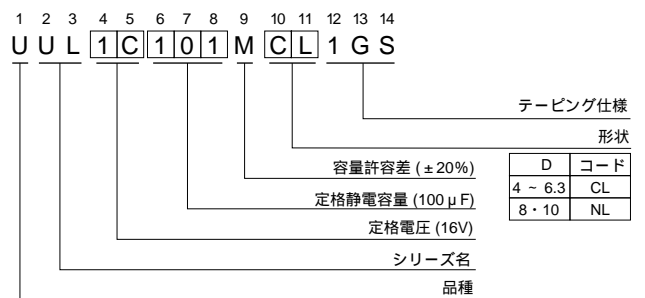 1 2 3 4 5 6 7 8 9 10 11 12 13 14
U U L 1 C 1 0 1 M C L 1 G S
テーピング仕様
形状
容量許容差 (±20%)
D コード
4 ~ 6.3 CL
8・10 NL
定格静電容量 (100μF)
定格電圧 (16V)
シリーズ名
品種